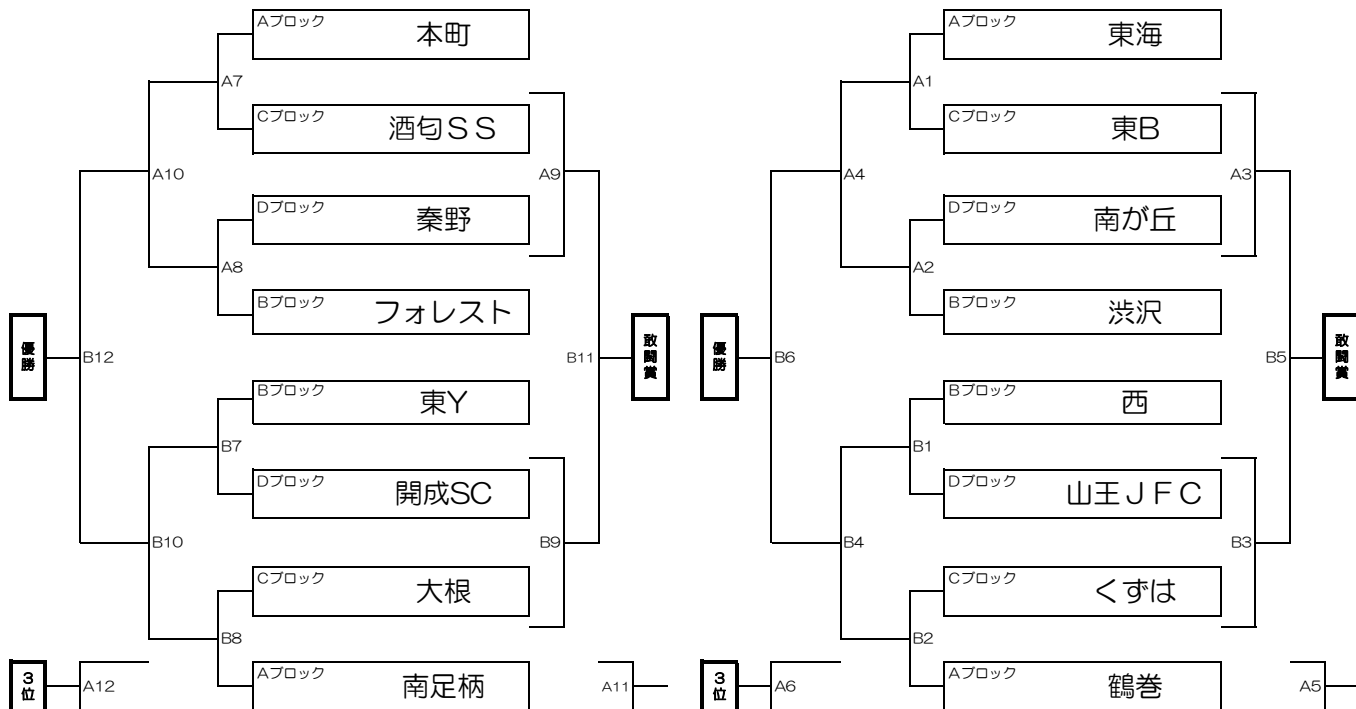 Aブロック
本町
A7
Cブロック
酒匂ＳＳ
A10
A9
Dブロック
秦野
A8
Bブロック
フォレスト
優勝
B12
B11
敢闘賞
Bブロック
東Y
B7
Dブロック
開成SC
B10
B9
Cブロック
大根
B8
3位
A12
Aブロック
南足柄
A11
Aブロック
東海
A1
Cブロック
東B
A4
A3
Dブロック
南が丘
A2
Bブロック
渋沢
優勝
B6
B5
敢闘賞
Bブロック
西
B1
Dブロック
山王ＪＦＣ
B4
B3
Cブロック
くずは
B2
3位
A6
Aブロック
鶴巻
A5